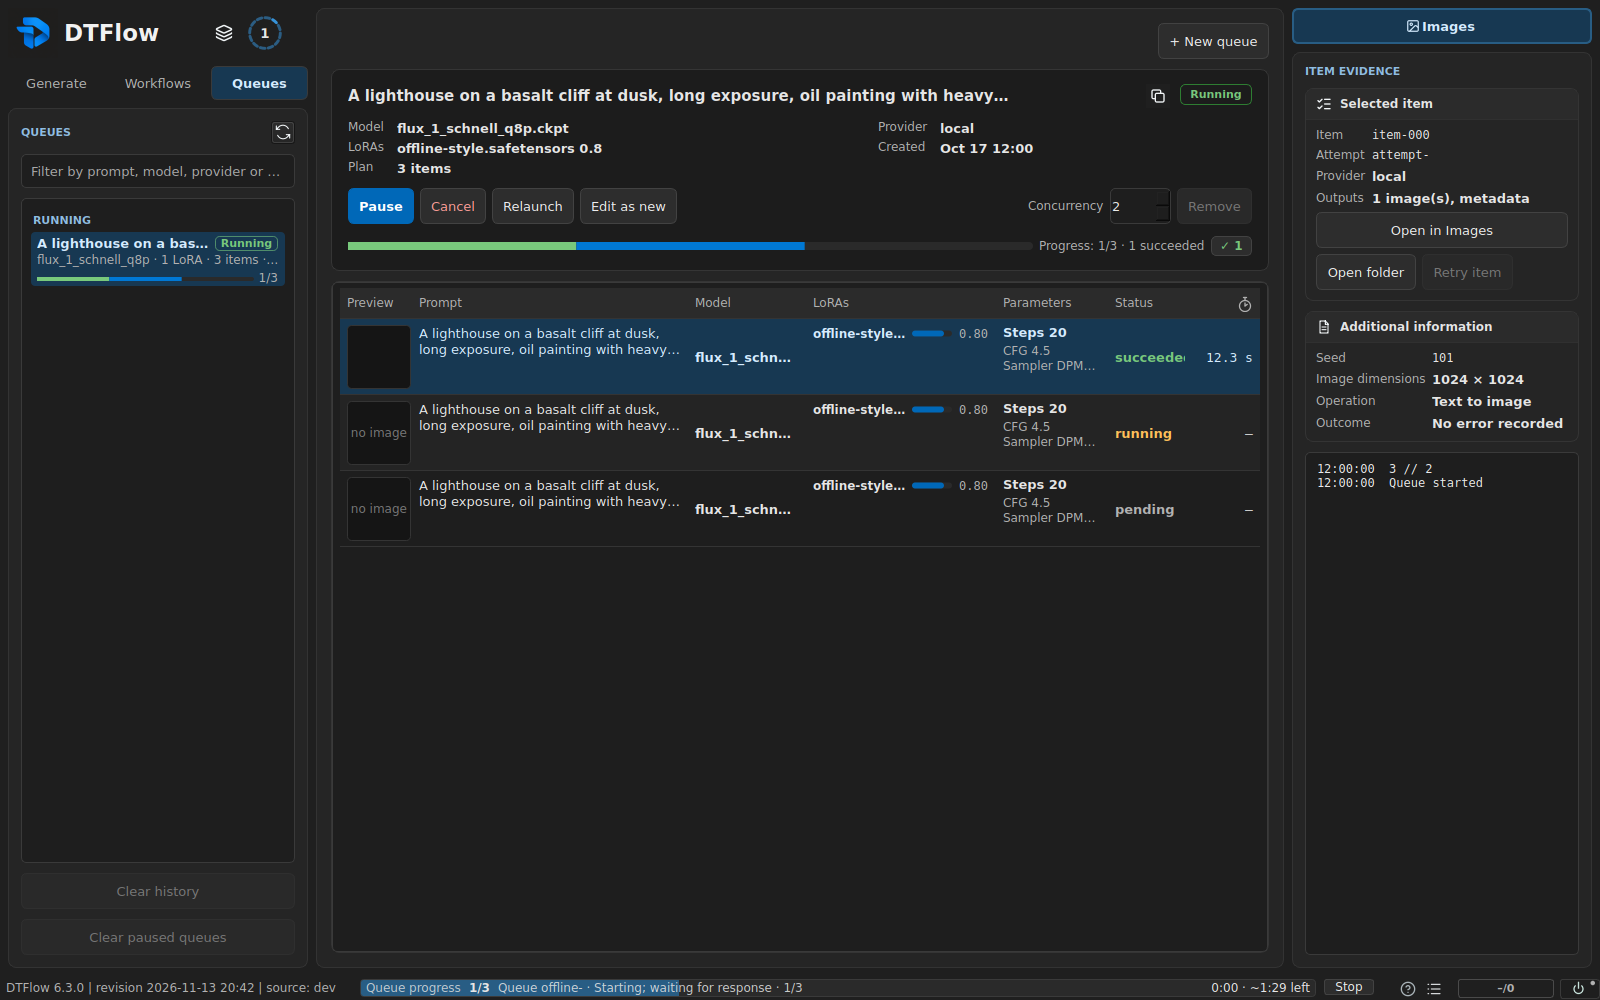 DTFlow
1
Generate
Workflows
Queues
QUEUES
Filter by prompt, model, provider or ...
RUNNING
A lighthouse on a bas... Running
flux_1_schnell_q8p · 1 LoRA · 3 items ·...
1/3
Clear history
Clear paused queues
+ New queue
A lighthouse on a basalt cliff at dusk, long exposure, oil painting with heavy...
Running
Model flux_1_schnell_q8p.ckpt
Provider local
LoRAs offline-style.safetensors 0.8
Created Oct 17 12:00
Plan 3 items
Pause
Cancel
Relaunch
Edit as new
Concurrency 2
Remove
Progress: 1/3 · 1 succeeded
✓ 1
Preview Prompt Model LoRAs Parameters Status
A lighthouse on a basalt cliff at dusk,
long exposure, oil painting with heavy...
flux_1_schn...
offline-style... 0.80
Steps 20
CFG 4.5
Sampler DPM...
succeeded
12.3 s
no image
A lighthouse on a basalt cliff at dusk,
long exposure, oil painting with heavy...
flux_1_schn...
offline-style... 0.80
Steps 20
CFG 4.5
Sampler DPM...
running
–
no image
A lighthouse on a basalt cliff at dusk,
long exposure, oil painting with heavy...
flux_1_schn...
offline-style... 0.80
Steps 20
CFG 4.5
Sampler DPM...
pending
–
Images
ITEM EVIDENCE
Selected item
Item item-000
Attempt attempt-
Provider local
Outputs 1 image(s), metadata
Open in Images
Open folder
Retry item
Additional information
Seed 101
Image dimensions 1024 × 1024
Operation Text to image
Outcome No error recorded
12:00:00 3 // 2
12:00:00 Queue started
DTFlow 6.3.0 | revision 2026-11-13 20:42 | source: dev
Queue progress 1/3 Queue offline- · Starting; waiting for response · 1/3
0:00 · ~1:29 left
Stop
–/0